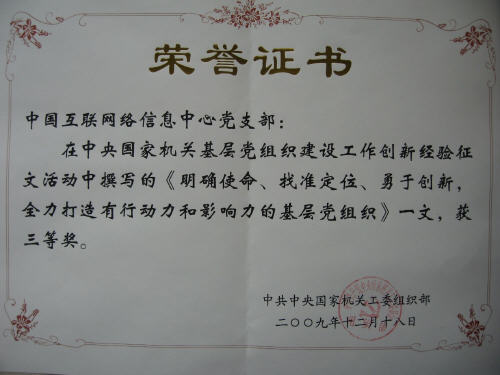 荣誉证书
中国互联网络信息中心党支部：
在中央国家机关基层党组织建设工作创新经验征
文活动中撰写的《明确使命、找准定位、勇于创新，
全力打造有行动力和影响力的基层党组织》一文，获
三等奖。
中共中央国家机关工委组织部
二〇〇九年十二月十八日